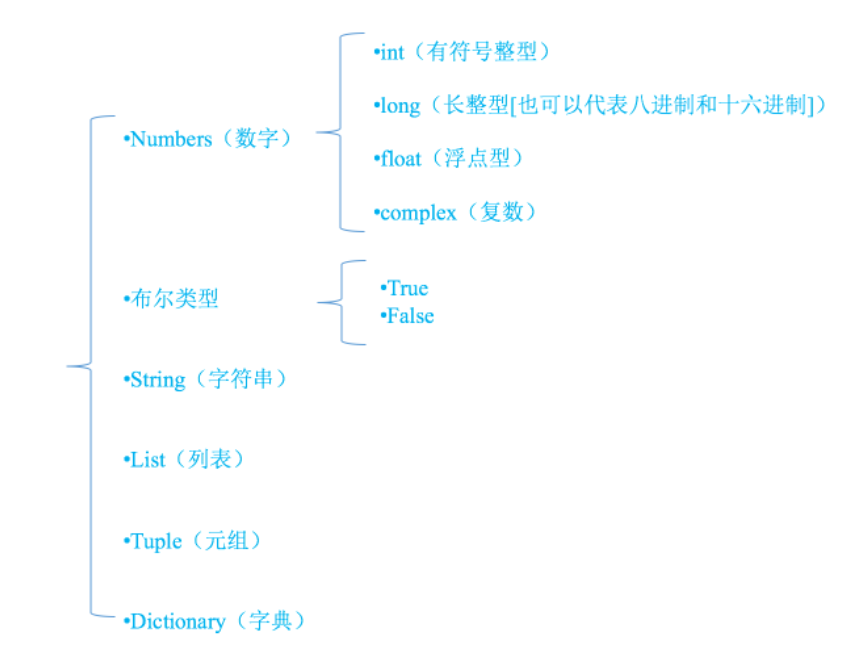 •Numbers（数字）
•int（有符号整型）
•long（长整型[也可以代表八进制和十六进制]）
•float（浮点型）
•complex（复数）
•布尔类型
•True
•False
•String（字符串）
•List（列表）
•Tuple（元组）
•Dictionary（字典）